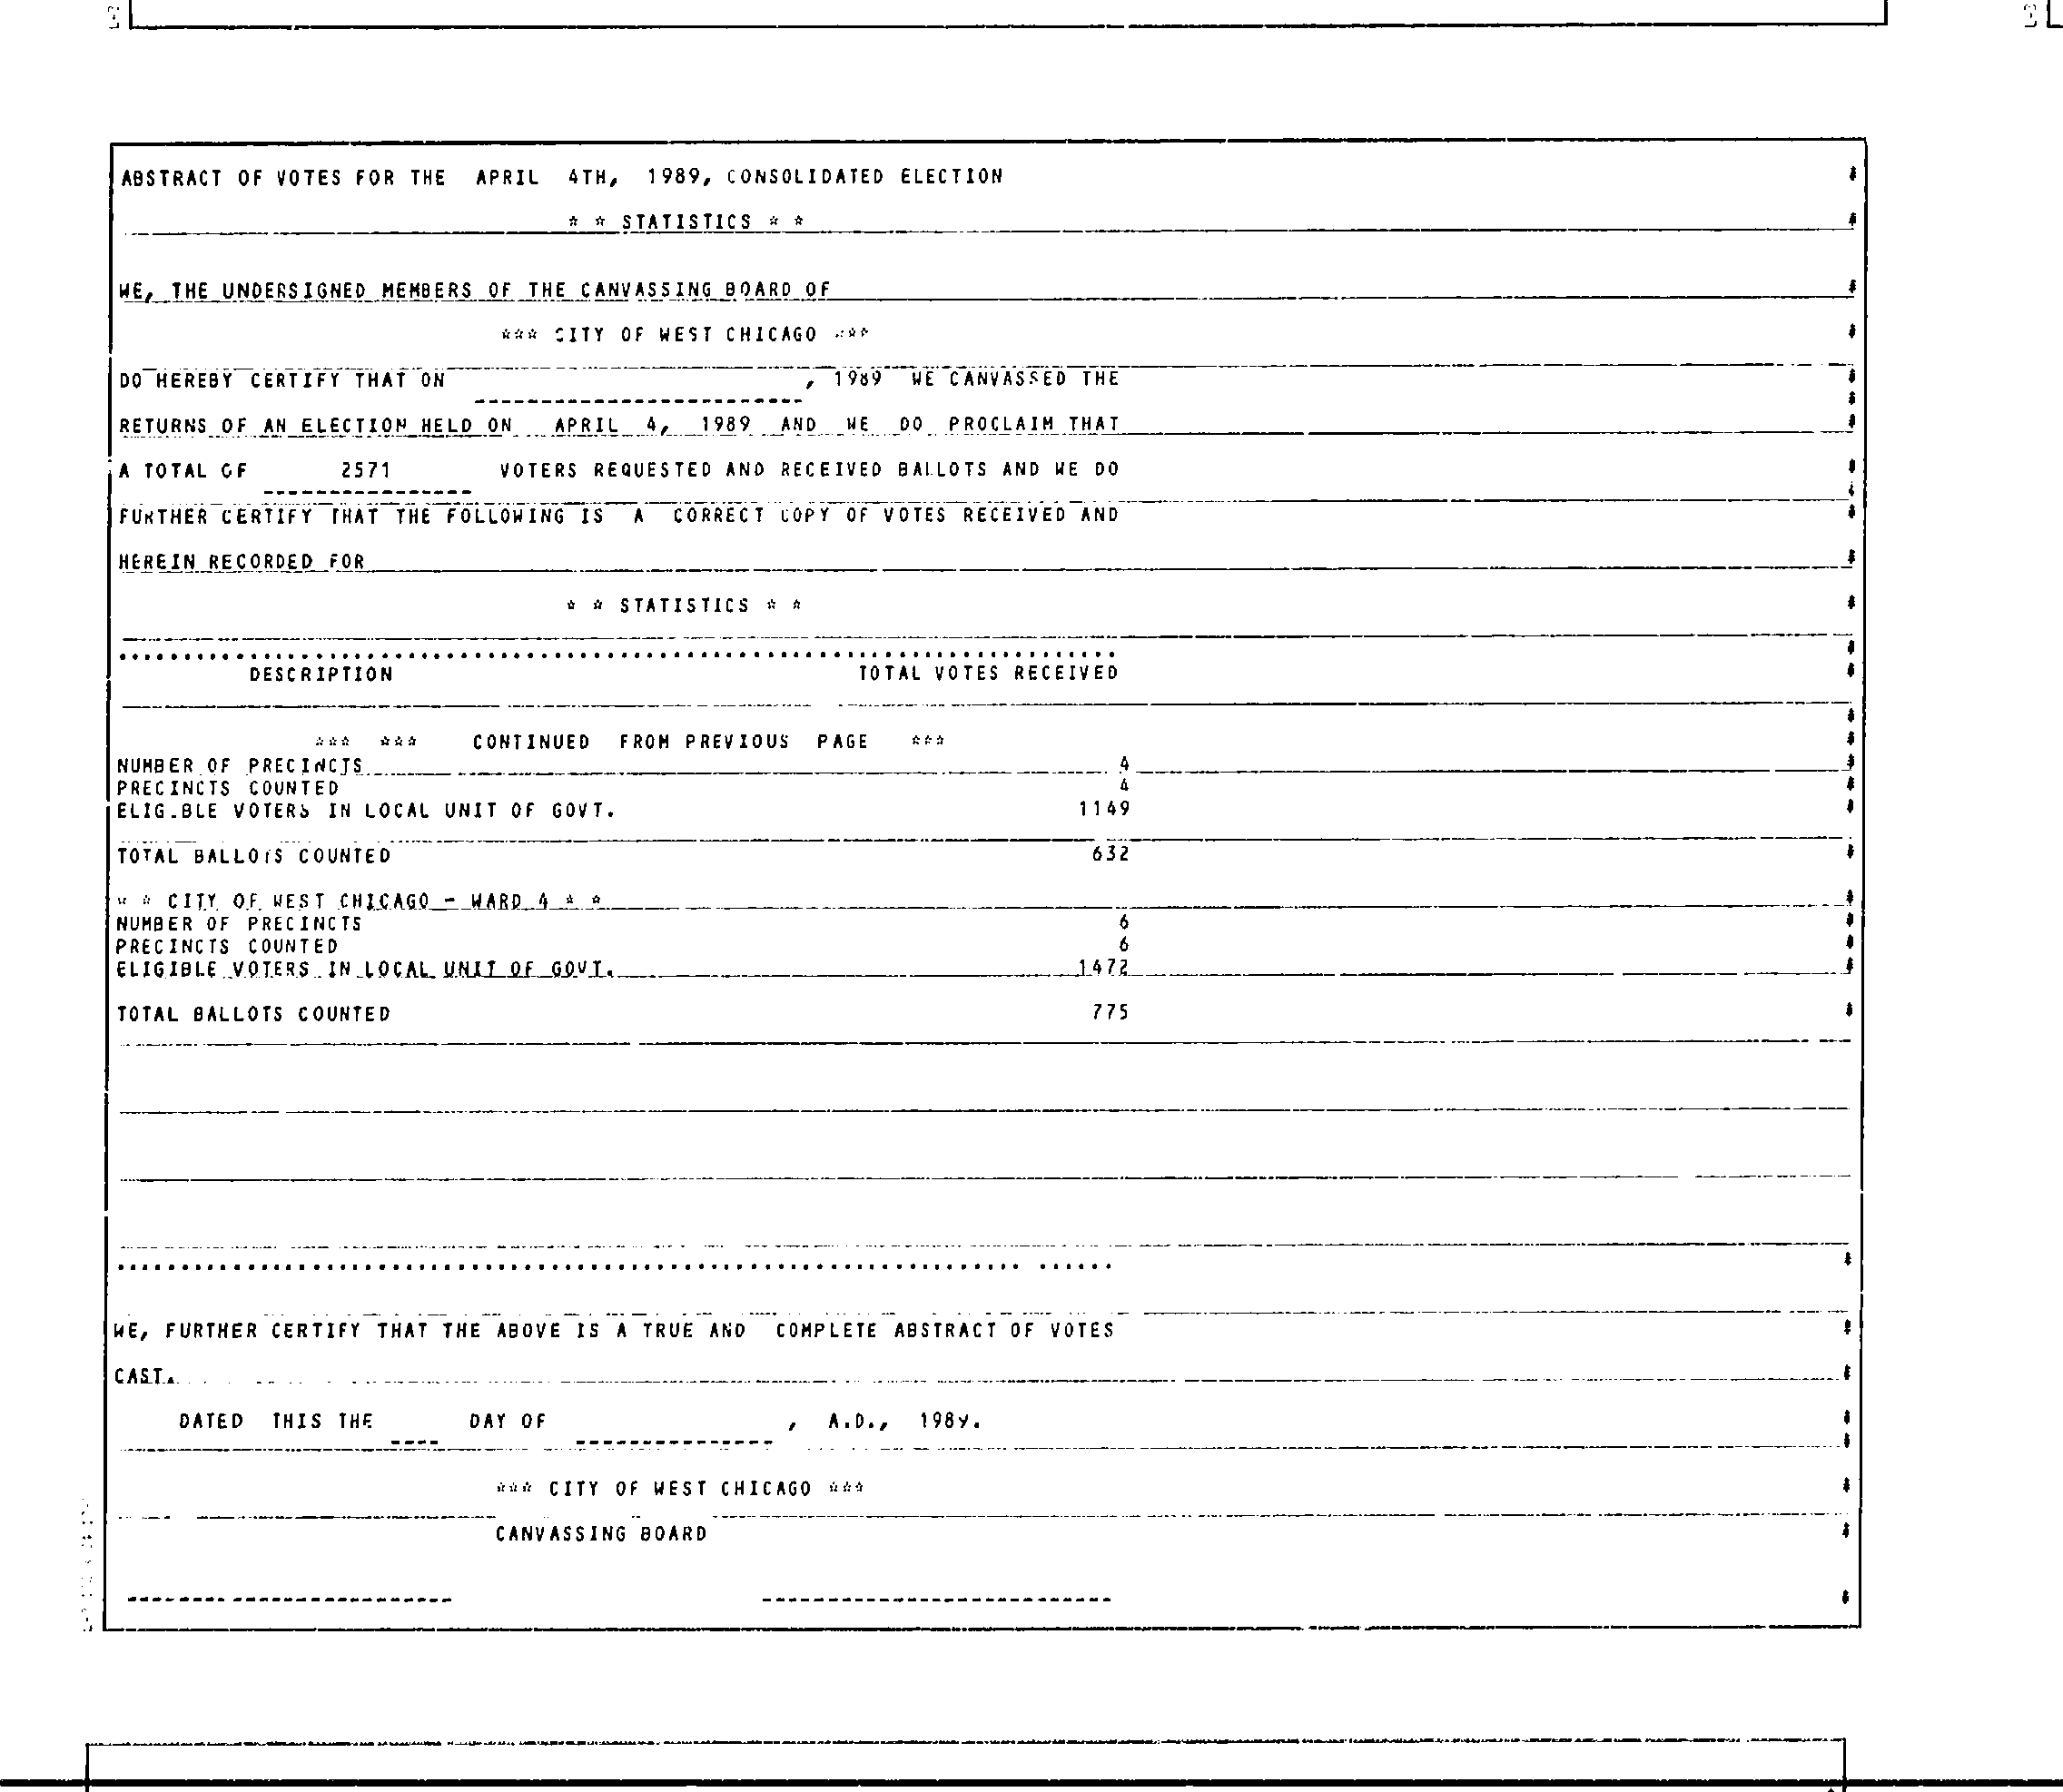 ABSTRACT OF VOTES FOR THE APRIL 4TH, 1989, CONSOLIDATED ELECTION
* * STATISTICS * *
WE, THE UNDERSIGNED MEMBERS OF THE CANVASSING BOARD OF
*** CITY OF WEST CHICAGO ***
DO HEREBY CERTIFY THAT ON , 1989 WE CANVASSED THE
RETURNS OF AN ELECTION HELD ON APRIL 4, 1989 AND WE DO PROCLAIM THAT
A TOTAL OF 2571 VOTERS REQUESTED AND RECEIVED BALLOTS AND WE DO
FURTHER CERTIFY THAT THE FOLLOWING IS A CORRECT COPY OF VOTES RECEIVED AND
HEREIN RECORDED FOR
* * STATISTICS * *
DESCRIPTION TOTAL VOTES RECEIVED
*** *** CONTINUED FROM PREVIOUS PAGE ***
NUMBER OF PRECINCTS 4
PRECINCTS COUNTED 4
ELIG.BLE VOTERS IN LOCAL UNIT OF GOVT. 1149
TOTAL BALLOTS COUNTED 632
* * CITY OF WEST CHICAGO - WARD 4 * *
NUMBER OF PRECINCTS 6
PRECINCTS COUNTED 6
ELIGIBLE VOTERS IN LOCAL UNIT OF GOVT. 1472
TOTAL BALLOTS COUNTED 775
WE, FURTHER CERTIFY THAT THE ABOVE IS A TRUE AND COMPLETE ABSTRACT OF VOTES
CAST.
DATED THIS THE ---- DAY OF --------------- , A.D., 1989.
*** CITY OF WEST CHICAGO ***
CANVASSING BOARD